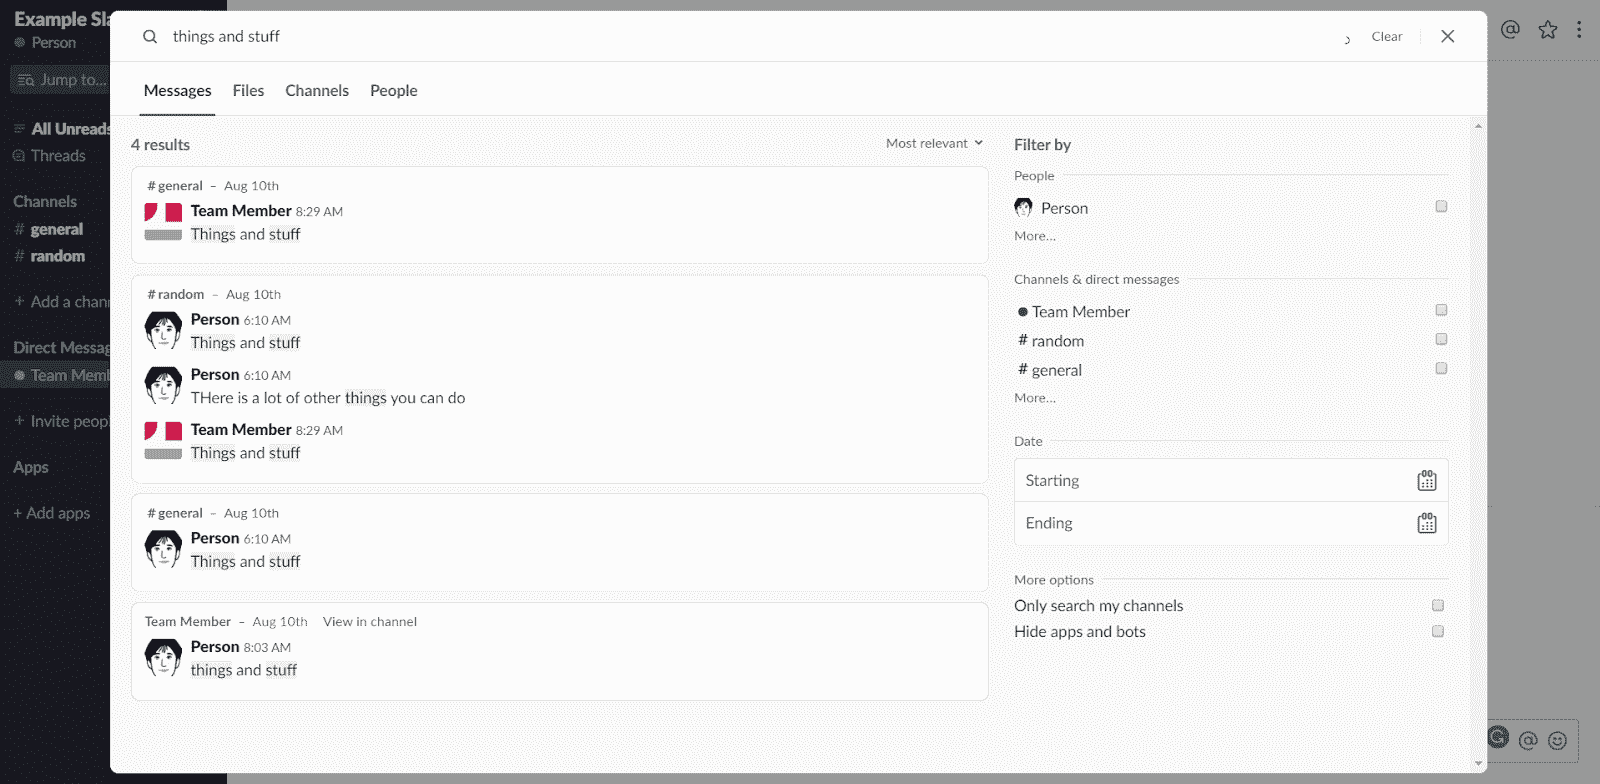 Example Sla
Person
Jump to...
All Unreads
Threads
Channels
# general
# random
+ Add a chann
Direct Messag
Team Memb
+ Invite peopl
Apps
+ Add apps
things and stuff
Clear
Messages Files Channels People
4 results
Most relevant
# general - Aug 10th
Team Member 8:29 AM
Things and stuff
# random - Aug 10th
Person 6:10 AM
Things and stuff
Person 6:10 AM
THere is a lot of other things you can do
Team Member 8:29 AM
Things and stuff
# general - Aug 10th
Person 6:10 AM
Things and stuff
Team Member - Aug 10th View in channel
Person 8:03 AM
things and stuff
Filter by
People
Person
More...
Channels & direct messages
Team Member
# random
# general
More...
Date
Starting
Ending
More options
Only search my channels
Hide apps and bots